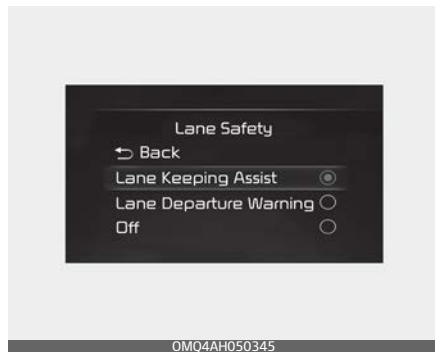 Lane Safety
Back
Lane Keeping Assist
Lane Departure Warning
Off
OMQ4AH050345